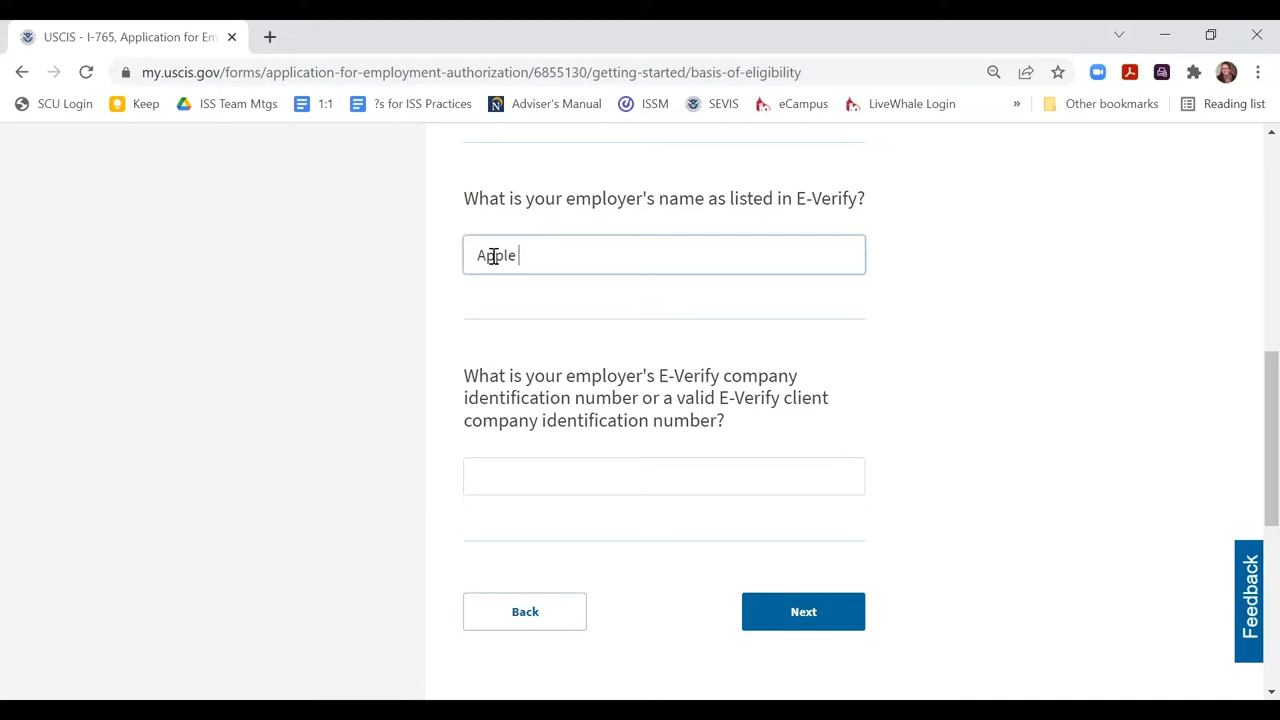 USCIS - I-765, Application for Em
my.uscis.gov/forms/application-for-employment-authorization/6855130/getting-started/basis-of-eligibility
SCU Login Keep ISS Team Mtgs 1:1 ?s for ISS Practices Adviser's Manual ISSM SEVIS eCampus LiveWhale Login » Other bookmarks Reading list
What is your employer's name as listed in E-Verify?
Apple
What is your employer's E-Verify company
identification number or a valid E-Verify client
company identification number?
Back Next
Feedback